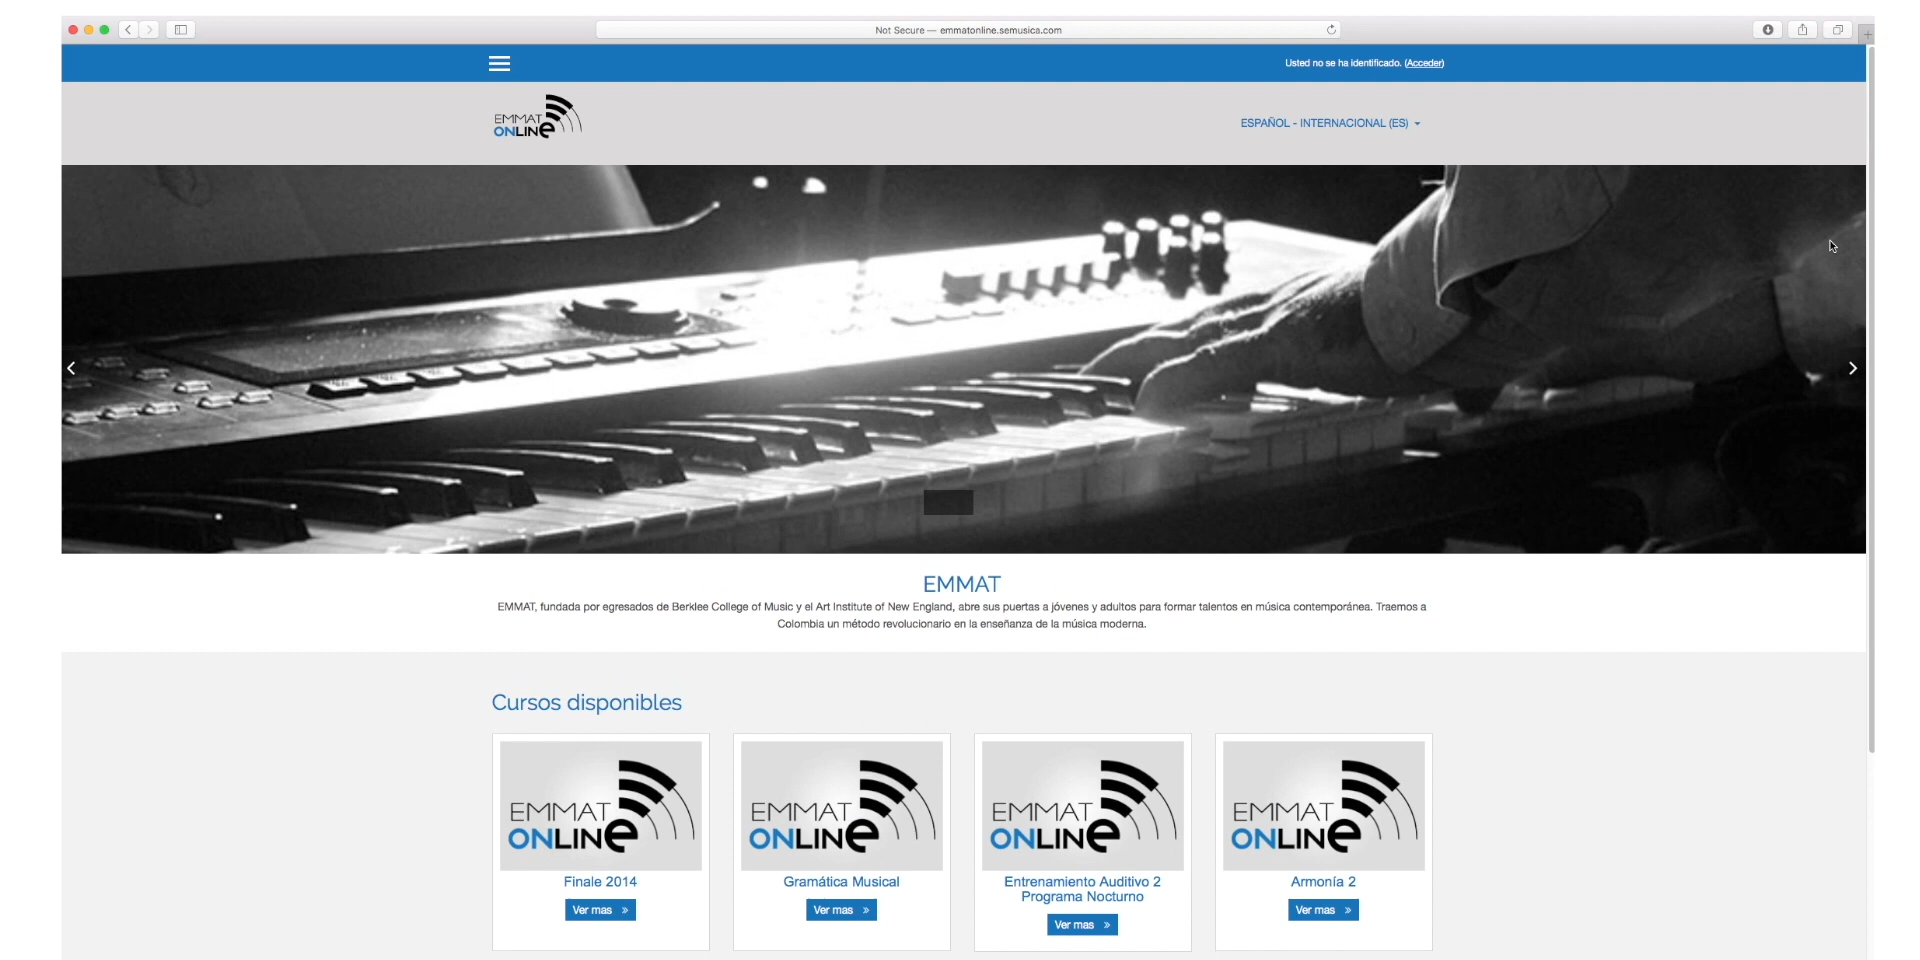 Not Secure — emmatonline.semusica.com
Usted no se ha identificado. (Acceder)
EMMAT
ONLINe
ESPAÑOL - INTERNACIONAL (ES)
EMMAT
EMMAT, fundada por egresados de Berklee College of Music y el Art Institute of New England, abre sus puertas a jóvenes y adultos para formar talentos en música contemporánea. Traemos a
Colombia un método revolucionario en la enseñanza de la música moderna.
Cursos disponibles
EMMAT
ONLINe
Finale 2014
Ver mas »
EMMAT
ONLINe
Gramática Musical
Ver mas »
EMMAT
ONLINe
Entrenamiento Auditivo 2
Programa Nocturno
Ver mas »
EMMAT
ONLINe
Armonía 2
Ver mas »